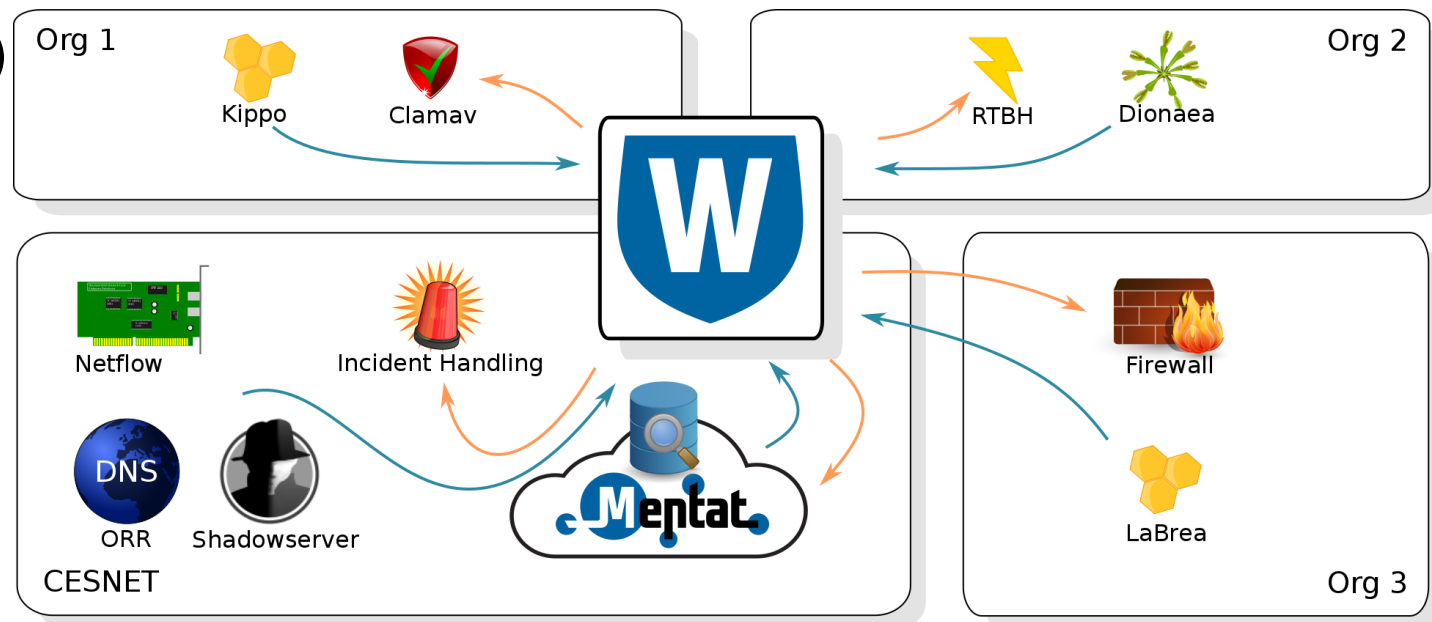 Org 1
Kippo
Clamav
RTBH
Dionaea
Org 2
W
Netflow
Incident Handling
DNS
ORR
Shadowserver
Mentat
CESNET
Firewall
LaBrea
Org 3